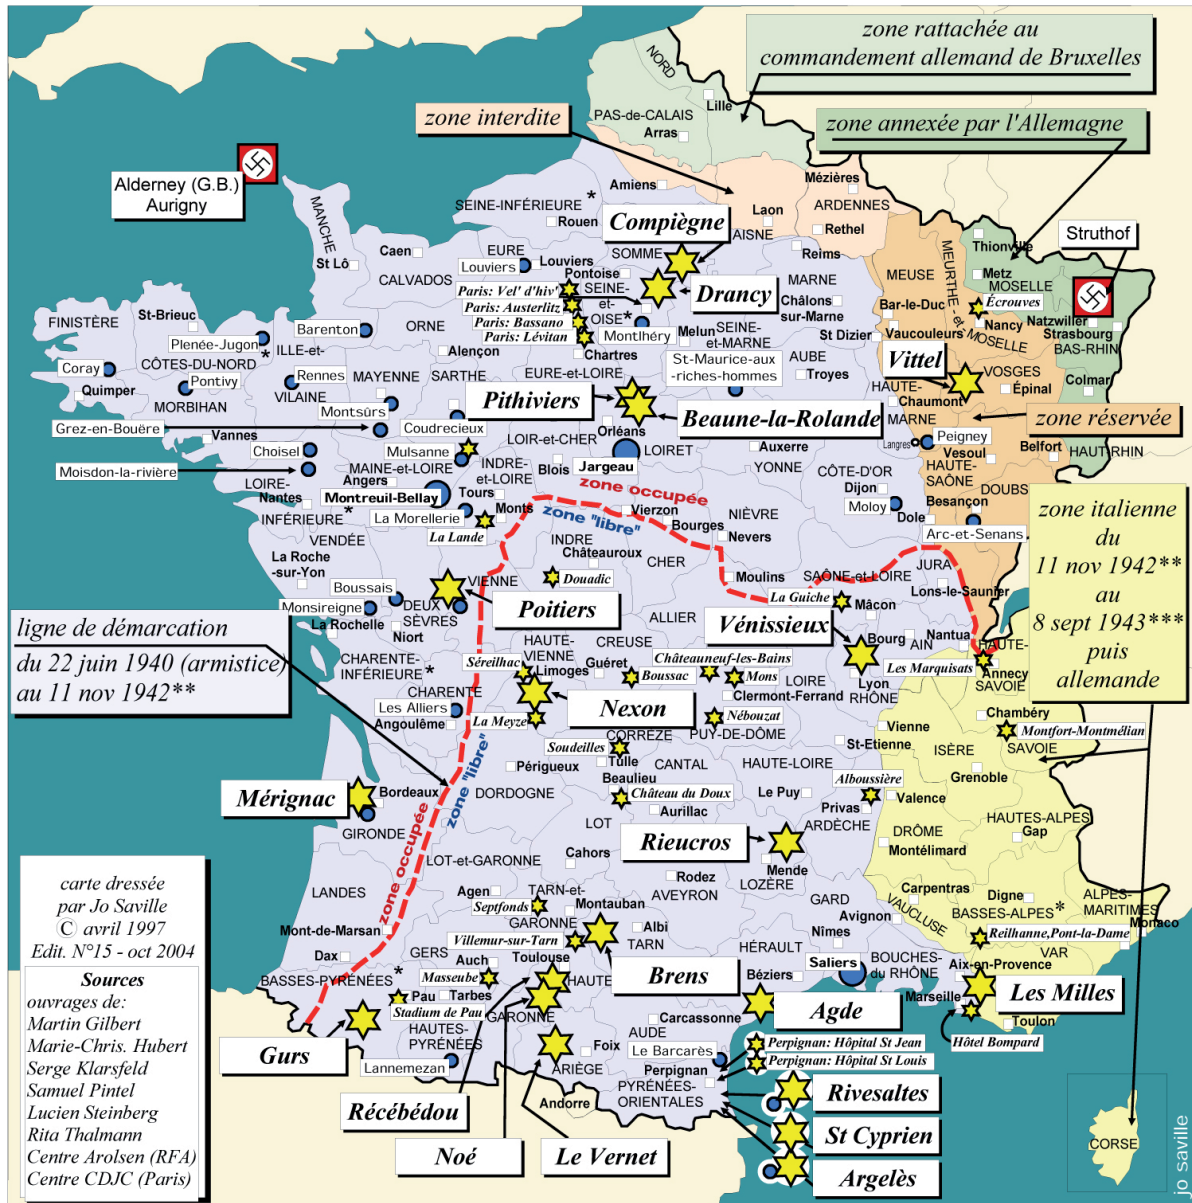 zone rattachée au
commandement allemand de Bruxelles
NORD
Lille
PAS-de-CALAIS
Arras
zone interdite
zone annexée par l'Allemagne
Alderney (G.B.)
Aurigny
Struthof
MANCHE
SEINE-INFÉRIEURE *
Rouen
Amiens
Compiègne
SOMME
Laon
AISNE
Mézières
ARDENNES
Rethel
Reims
Thionville
Metz
MOSELLE
MEUSE
MEURTHE-et-
MOSELLE
Écrouves
Nancy
Natzwiller
Strasbourg
BAS-RHIN
St Lô
Caen
CALVADOS
EURE
Louviers
Louviers
Pontoise
SEINE-
et-
OISE*
Paris: Vel' d'hiv'
Paris: Austerlitz
Paris: Bassano
Paris: Lévitan
Drancy
MARNE
Châlons
-sur-Marne
Bar-le-Duc
Vaucouleurs
St Dizier
FINISTÈRE
St-Brieuc
Plenée-Jugon
Barenton
ORNE
Alençon
Chartres
Montlhéry
Melun
SEINE-
et-MARNE
St-Maurice-aux
-riches-hommes
AUBE
Troyes
Vittel
VOSGES
Épinal
Colmar
Coray
Quimper
CÔTES-DU-NORD *
Pontivy
MORBIHAN
ILLE-et-
VILAINE
Rennes
MAYENNE
SARTHE
EURE-et-LOIRE
Pithiviers
Beaune-la-Rolande
HAUTE-
MARNE
Chaumont
zone réservée
Grez-en-Bouère
Montsûrs
Coudrecieux
Vannes
Choisel
Mulsanne
LOIR-et-CHER
Orléans
LOIRET
Auxerre
YONNE
Langres
Peigney
Vesoul
Belfort
HAUT-RHIN
HAUTE-
SAÔNE
Moisdon-la-rivière
MAINE-et-LOIRE
Angers
INDRE-
et-LOIRE
Blois
Jargeau
CÔTE-D'OR
Dijon
Besançon
DOUBS
LOIRE-
INFÉRIEURE *
Nantes
Montreuil-Bellay
Tours
Monts
La Morellerie
La Lande
zone occupée
zone "libre"
Vierzon
Bourges
NIÈVRE
Nevers
Moloy
Dole
Arc-et-Senans
zone italienne
du
11 nov 1942**
au
8 sept 1943***
puis
allemande
VENDÉE
La Roche
-sur-Yon
INDRE
Châteauroux
CHER
Douadic
Moulins
SAÔNE-et-LOIRE
JURA
Lons-le-Saunier
La Guiche
Mâcon
Boussais
Monsireigne
DEUX
SÈVRES
VIENNE
Poitiers
ALLIER
Vénissieux
Bourg
AIN
Nantua
HAUTE-
SAVOIE
Les Marquisats
Annecy
La Rochelle
Niort
ligne de démarcation
du 22 juin 1940 (armistice)
au 11 nov 1942**
CHARENTE-
INFÉRIEURE *
HAUTE-
VIENNE
Séreilhac
Limoges
CREUSE
Guéret
Boussac
Châteauneuf-les-Bains
Mons
Clermont-Ferrand
LOIRE
Lyon
RHÔNE
CHARENTE
Les Alliers
Angoulême
Nexon
La Meyze
Nébouzat
PUY-DE-DÔME
Vienne
Chambéry
Montfort-Montmélian
SAVOIE
Soudeilles
CORRÈZE
Tulle
St-Etienne
ISÈRE
Grenoble
zone "libre"
zone occupée
Périgueux
DORDOGNE
Beaulieu
Château du Doux
CANTAL
Aurillac
HAUTE-LOIRE
Le Puy
Alboussière
Privas
Valence
Mérignac
Bordeaux
GIRONDE
LOT
Rieucros
ARDÈCHE
DRÔME
Montélimard
HAUTES-ALPES
Gap
LOT-et-GARONNE
Cahors
Rodez
AVEYRON
Mende
LOZÈRE
LANDES
Agen
TARN-et-
GARONNE
Septfonds
Montauban
GARD
Avignon
Nîmes
VAUCLUSE
Carpentras
Digne
BASSES-ALPES*
ALPES-
MARITIMES
Monaco
Reilhanne,Pont-la-Dame
VAR
Mont-de-Marsan
Dax
GERS
Auch
Villemur-sur-Tarn
Albi
TARN
Toulouse
Brens
HÉRAULT
Béziers
Saliers
BOUCHES-
du RHÔNE
Aix-en-Provence
Marseille
Les Milles
Toulon
Hôtel Bompard
BASSES-PYRÉNÉES *
Masseube
Pau
Tarbes
Stadium de Pau
HAUTE
GARONNE
Carcassonne
Agde
Gurs
HAUTES-
PYRÉNÉES
Lannemezan
Foix
ARIÈGE
AUDE
Le Barcarès
Perpignan
Perpignan: Hôpital St Jean
Perpignan: Hôpital St Louis
PYRÉNÉES-
ORIENTALES
Andorre
Récébédou
Noé
Le Vernet
Rivesaltes
St Cyprien
Argelès
CORSE
carte dressée
par Jo Saville
© avril 1997
Edit. N°15 - oct 2004
Sources
ouvrages de:
Martin Gilbert
Marie-Chris. Hubert
Serge Klarsfeld
Samuel Pintel
Lucien Steinberg
Rita Thalmann
Centre Arolsen (RFA)
Centre CDJC (Paris)
jo saville